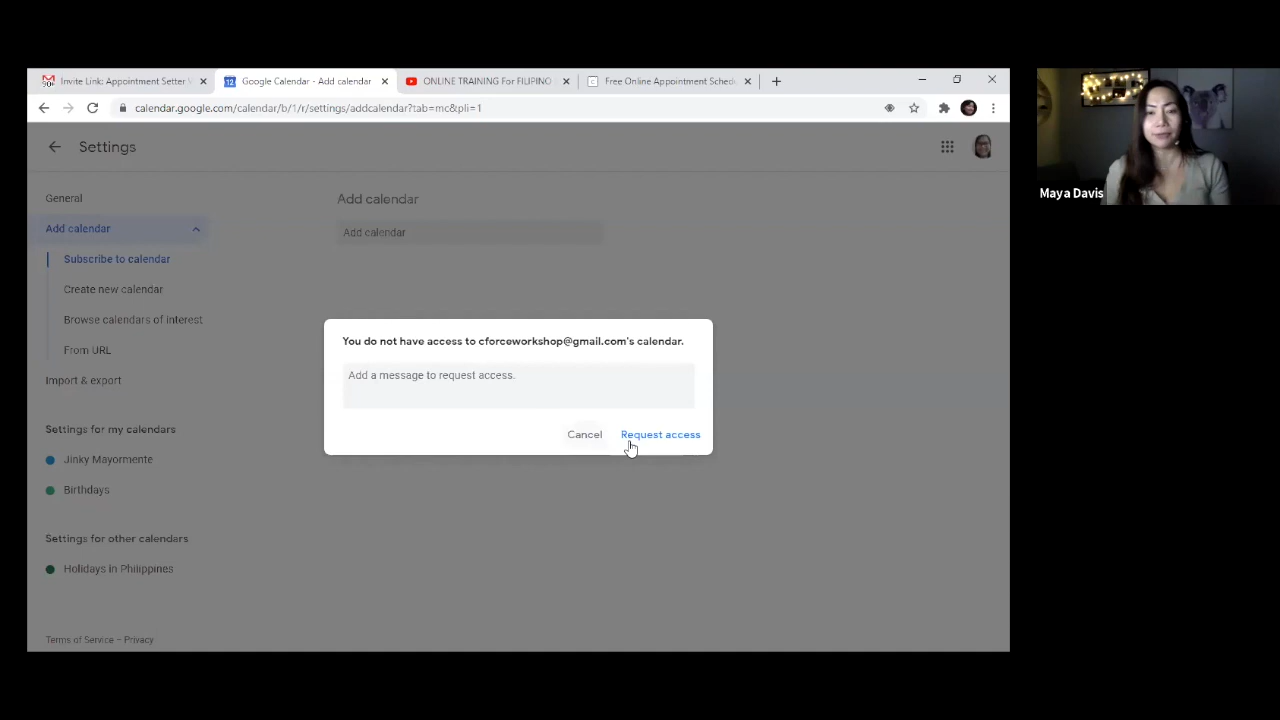 Invite Link: Appointment Setter
Google Calendar - Add calendar
ONLINE TRAINING For FILIPINO
Free Online Appointment Sched
calendar.google.com/calendar/b/1/r/settings/addcalendar?tab=mc&pli=1
Settings
General
Add calendar
Subscribe to calendar
Create new calendar
Browse calendars of interest
From URL
Import & export
Settings for my calendars
Jinky Mayormente
Birthdays
Settings for other calendars
Holidays in Philippines
Terms of Service – Privacy
Add calendar
Add calendar
You do not have access to cforceworkshop@gmail.com's calendar.
Add a message to request access.
Cancel
Request access
Maya Davis